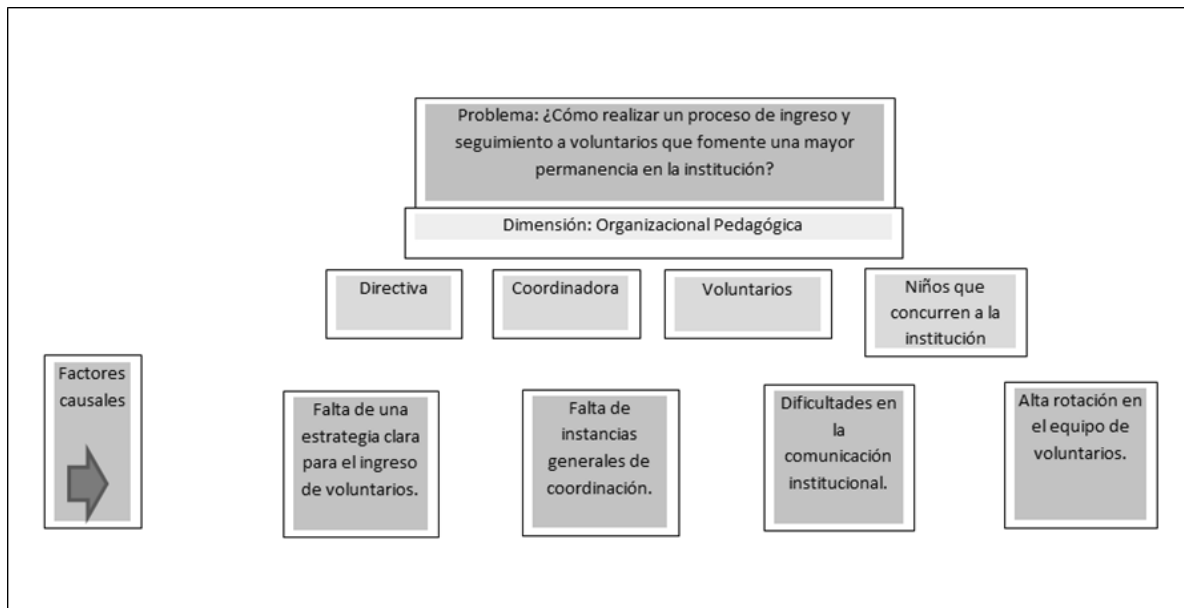 Problema: ¿Cómo realizar un proceso de ingreso y
seguimiento a voluntarios que fomente una mayor
permanencia en la institución?
Dimensión: Organizacional Pedagógica
Directiva
Coordinadora
Voluntarios
Niños que
concurren a la
institución
Factores
causales
Falta de una
estrategia clara
para el ingreso
de voluntarios.
Falta de
instancias
generales de
coordinación.
Dificultades en
la
comunicación
institucional.
Alta rotación en
el equipo de
voluntarios.